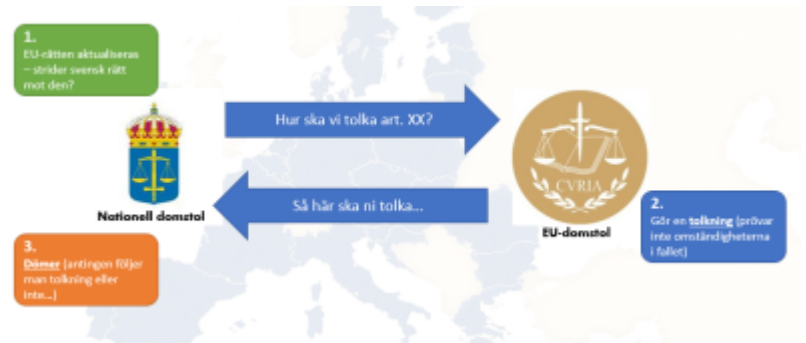 1.
EU-rätten aktualiseras
– strider svensk rätt
mot den?
Hur ska vi tolka art. XX?
CVRIA
Så här ska ni tolka...
Nationell domstol
EU-domstol
2.
Gör en tolkning (prövar
inte omständigheterna
i fallet)
3.
Dömer (antingen följer
man tolkning eller
inte...)